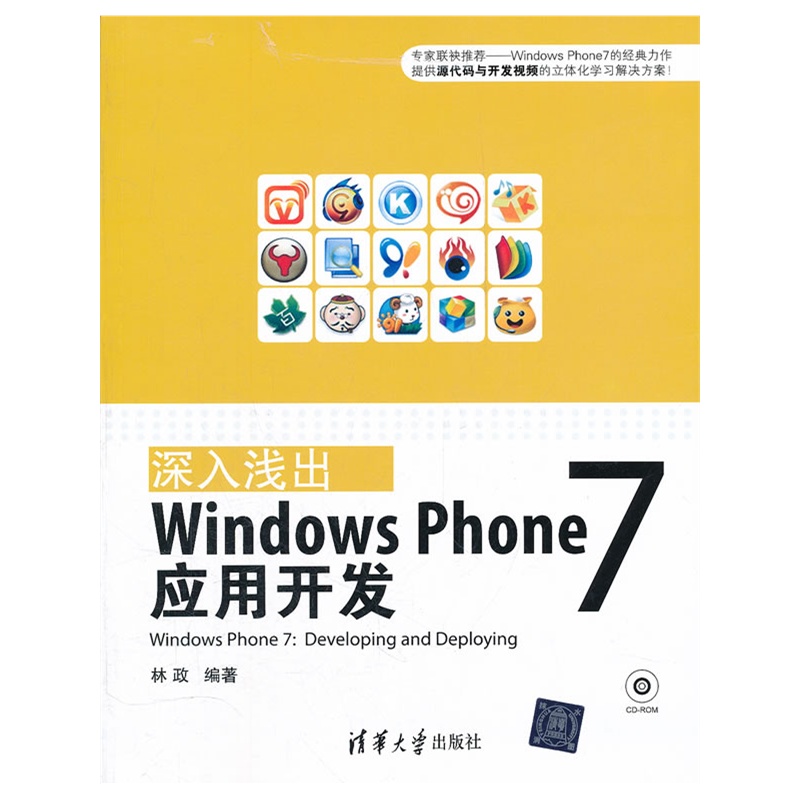 专家联袂推荐——Windows Phone7的经典力作
提供源代码与开发视频的立体化学习解决方案！
K
K
百
深入浅出
Windows Phone 7
应用开发
Windows Phone 7: Developing and Deploying
林政 编著
CD-ROM
清华大学出版社